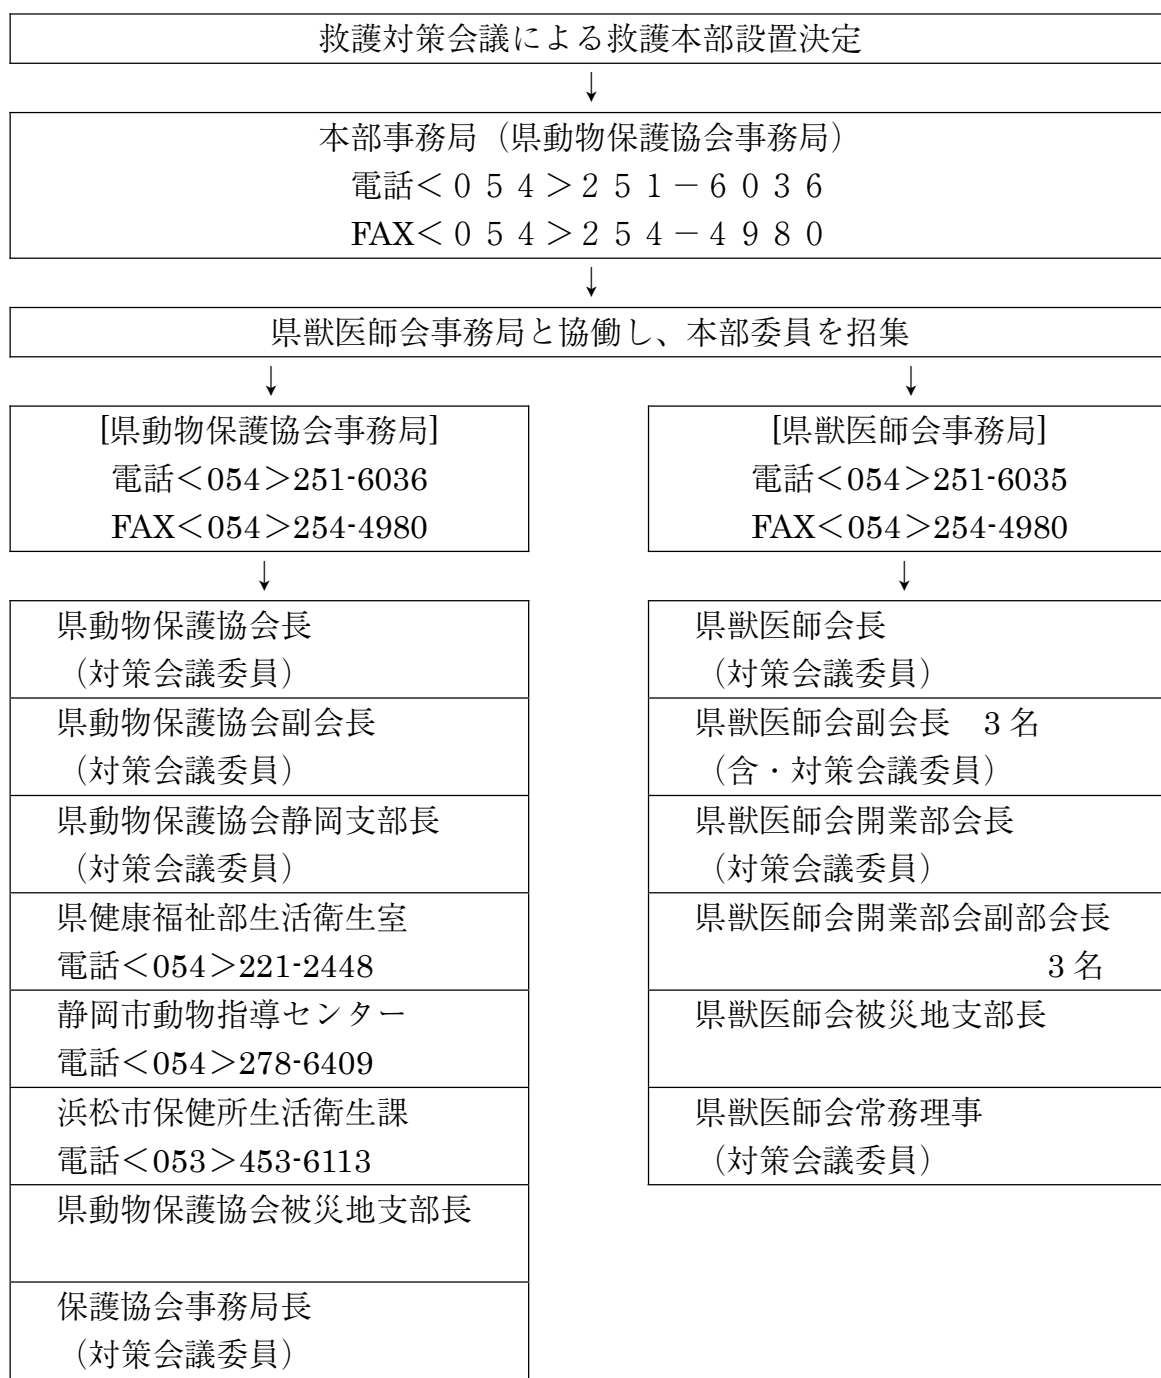 救護対策会議による救護本部設置決定
↓
本部事務局（県動物保護協会事務局）
電話＜０５４＞２５１－６０３６
FAX＜０５４＞２５４－４９８０
↓
県獣医師会事務局と協働し、本部委員を招集
↓
↓
[県動物保護協会事務局]
電話＜054＞251-6036
FAX＜054＞254-4980
↓
県動物保護協会長
（対策会議委員）
県動物保護協会副会長
（対策会議委員）
県動物保護協会静岡支部長
（対策会議委員）
県健康福祉部生活衛生室
電話＜054＞221-2448
静岡市動物指導センター
電話＜054＞278-6409
浜松市保健所生活衛生課
電話＜053＞453-6113
県動物保護協会被災地支部長
保護協会事務局長
（対策会議委員）
[県獣医師会事務局]
電話＜054＞251-6035
FAX＜054＞254-4980
↓
県獣医師会長
（対策会議委員）
県獣医師会副会長　3 名
（含・対策会議委員）
県獣医師会開業部会長
（対策会議委員）
県獣医師会開業部会副部会長
3 名
県獣医師会被災地支部長
県獣医師会常務理事
（対策会議委員）